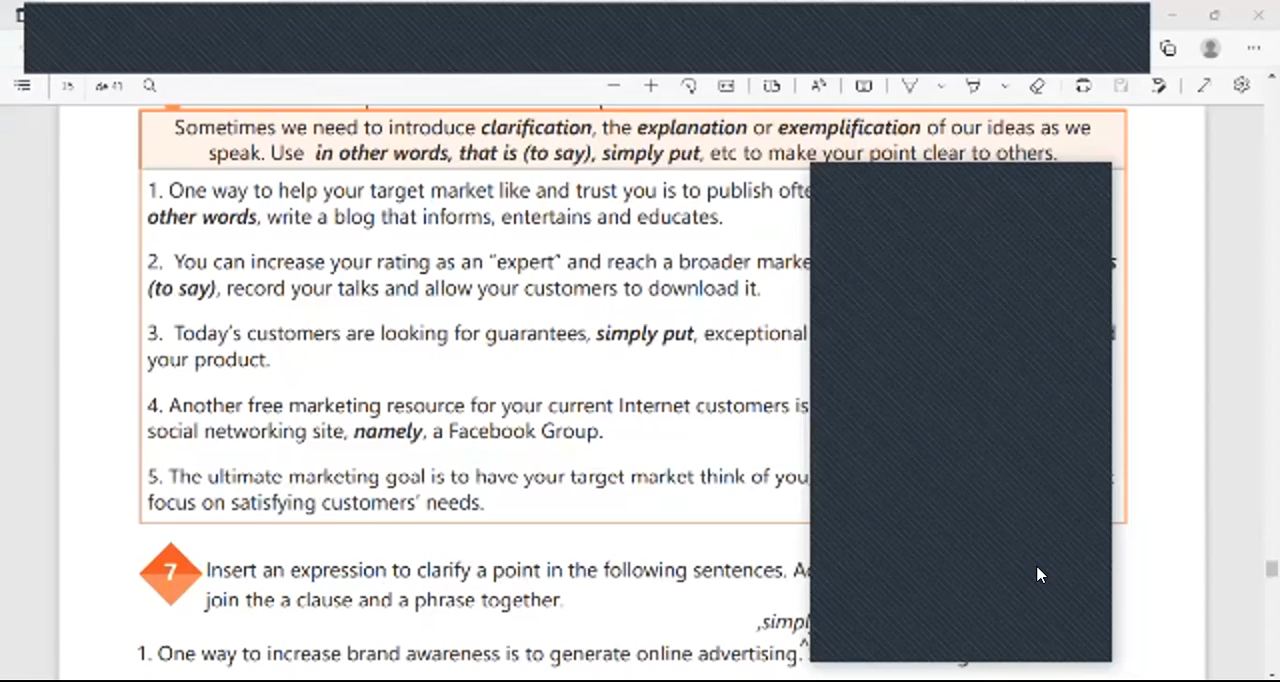 15 de 41
Sometimes we need to introduce clarification, the explanation or exemplification of our ideas as we
speak. Use in other words, that is (to say), simply put, etc to make your point clear to others.
1. One way to help your target market like and trust you is to publish
other words, write a blog that informs, entertains and educates.
2. You can increase your rating as an "expert" and reach a broader
(to say), record your talks and allow your customers to download it.
3. Today's customers are looking for guarantees, simply put, exceptional
your product.
4. Another free marketing resource for your current Internet customers is
social networking site, namely, a Facebook Group.
5. The ultimate marketing goal is to have your target market think of you
focus on satisfying customers' needs.
7 Insert an expression to clarify a point in the following sentences.
join the a clause and a phrase together.
1. One way to increase brand awareness is to generate online advertising.